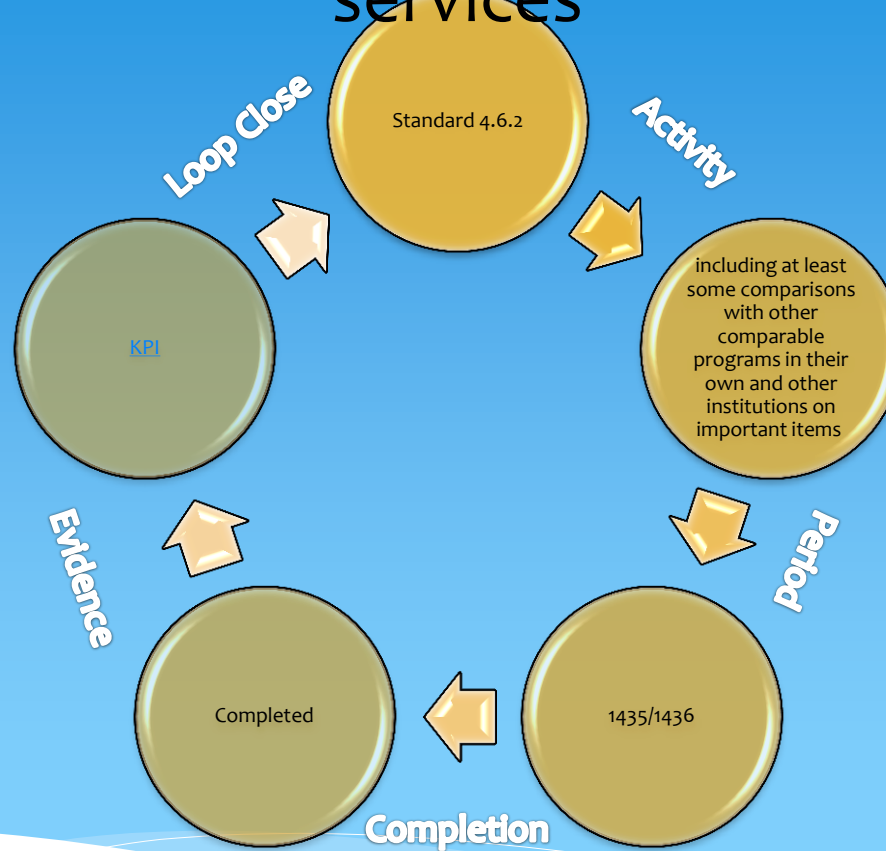 services
Standard 4.6.2
Activity
including at least
some comparisons
with other
comparable
programs in their
own and other
institutions on
important items
Period
1435/1436
Completion
Completed
Evidence
KPI
Loop Close